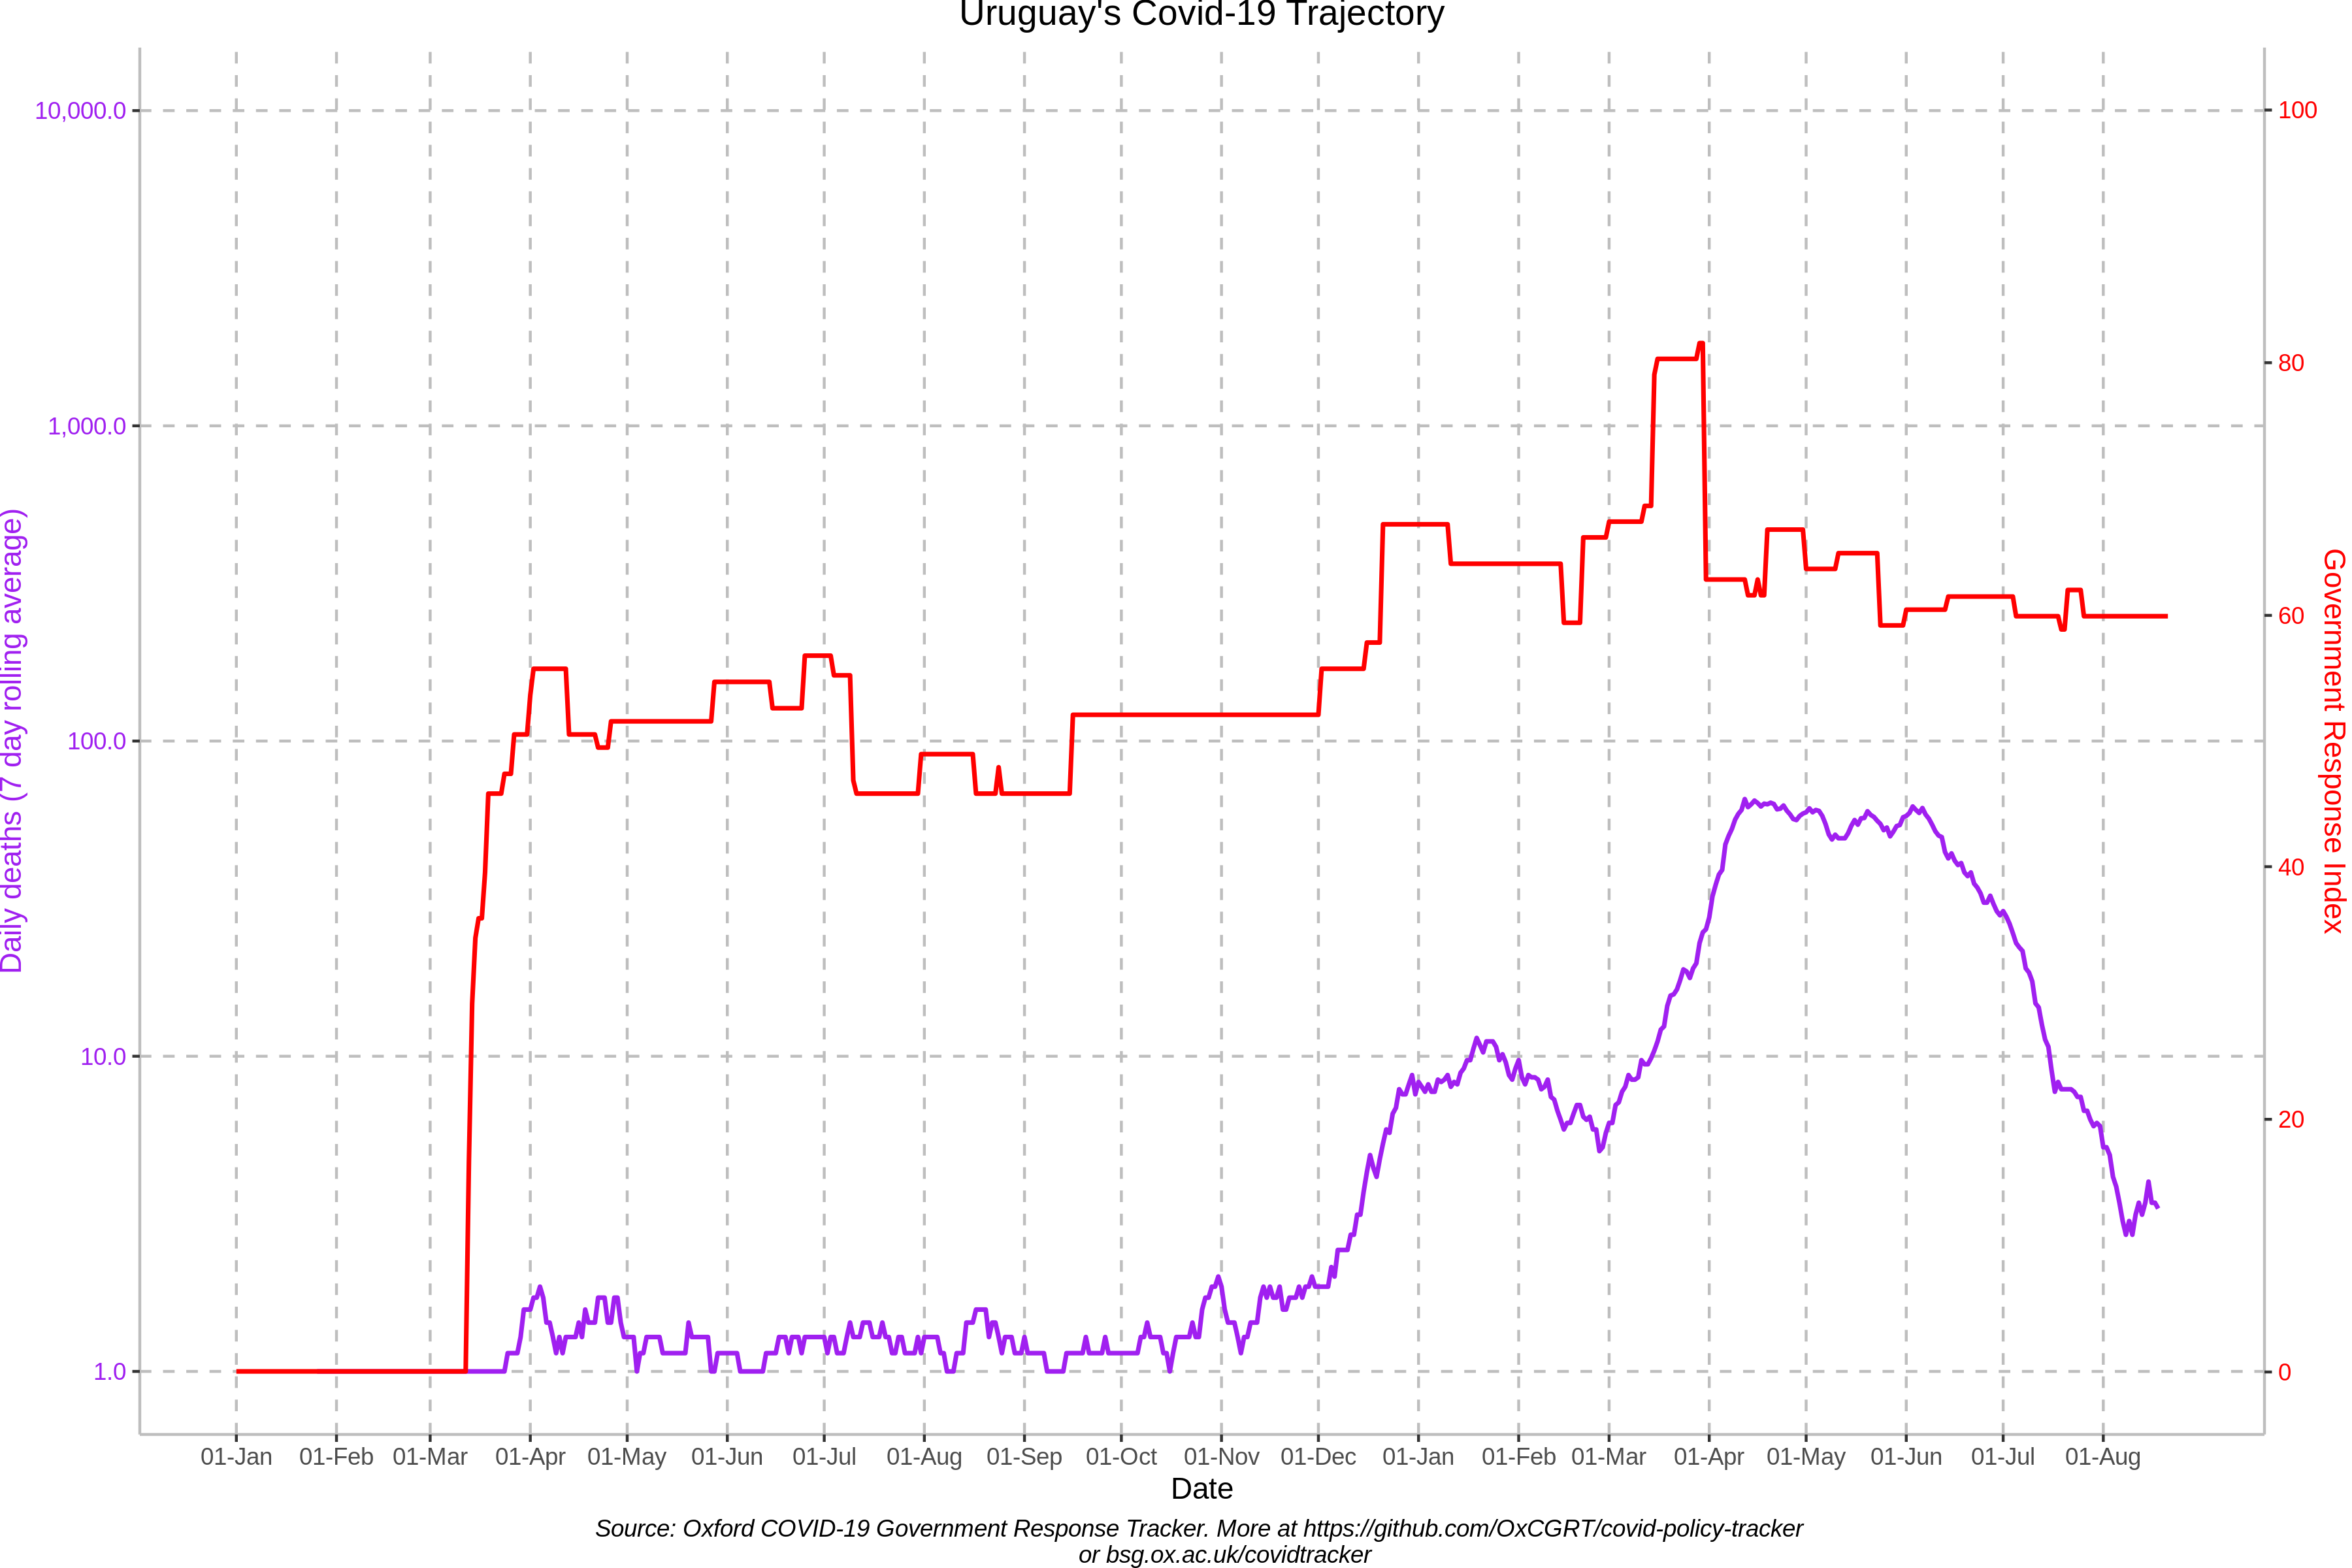 Uruguay's Covid-19 Trajectory
10,000.0
1,000.0
100.0
10.0
1.0
Daily deaths (7 day rolling average)
100
80
60
40
20
0
Government Response Index
01-Jan 01-Feb 01-Mar 01-Apr 01-May 01-Jun 01-Jul 01-Aug 01-Sep 01-Oct 01-Nov 01-Dec 01-Jan 01-Feb 01-Mar 01-Apr 01-May 01-Jun 01-Jul 01-Aug
Date
Source: Oxford COVID-19 Government Response Tracker. More at https://github.com/OxCGRT/covid-policy-tracker
or bsg.ox.ac.uk/covidtracker